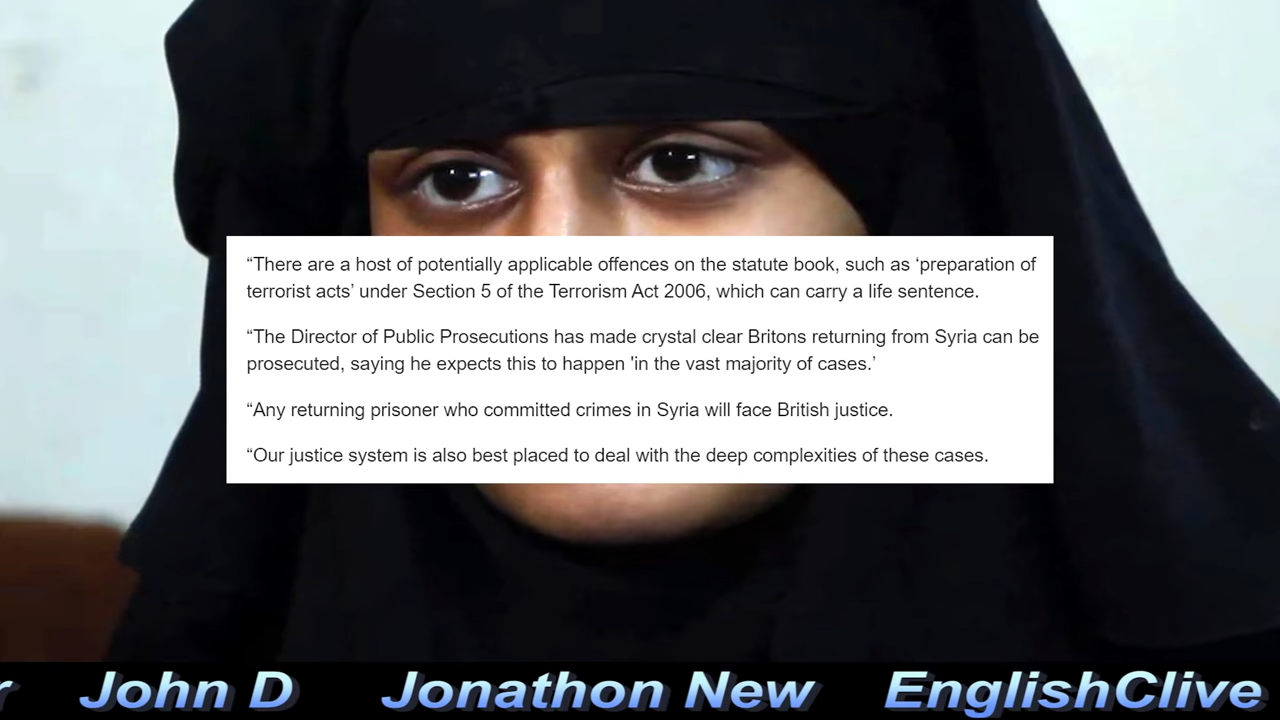 “There are a host of potentially applicable offences on the statute book, such as ‘preparation of
terrorist acts’ under Section 5 of the Terrorism Act 2006, which can carry a life sentence.
“The Director of Public Prosecutions has made crystal clear Britons returning from Syria can be
prosecuted, saying he expects this to happen 'in the vast majority of cases.’
“Any returning prisoner who committed crimes in Syria will face British justice.
“Our justice system is also best placed to deal with the deep complexities of these cases.
r John D Jonathon New EnglishClive